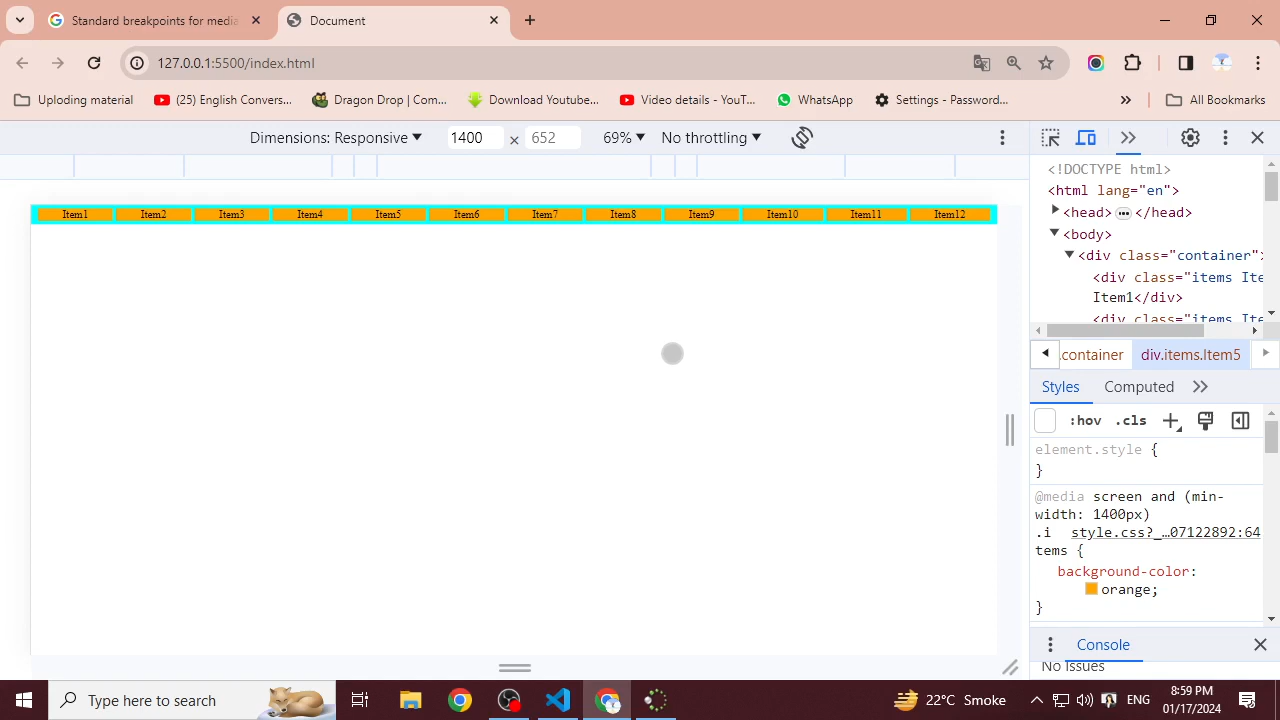 Standard breakpoints for media
Document
127.0.0.1:5500/index.html
Uploding material
(25) English Convers...
Dragon Drop | Com...
Download Youtube...
Video details - YouT...
WhatsApp
Settings - Password...
All Bookmarks
Dimensions: Responsive
1400
×
652
69%
No throttling
Item1
Item2
Item3
Item4
Item5
Item6
Item7
Item8
Item9
Item10
Item11
Item12
<!DOCTYPE html>
<html lang="en">
<head> ... </head>
<body>
<div class="container">
<div class="items Ite
Item1</div>
<div class="items Ite
.container
div.items.Item5
Styles
Computed
:hov
.cls
element.style {
}
@media screen and (min-
width: 1400px)
.i style.css?_…07122892:64
tems {
background-color:
orange;
}
Console
No Issues
Type here to search
22°C Smoke
ENG
8:59 PM
01/17/2024